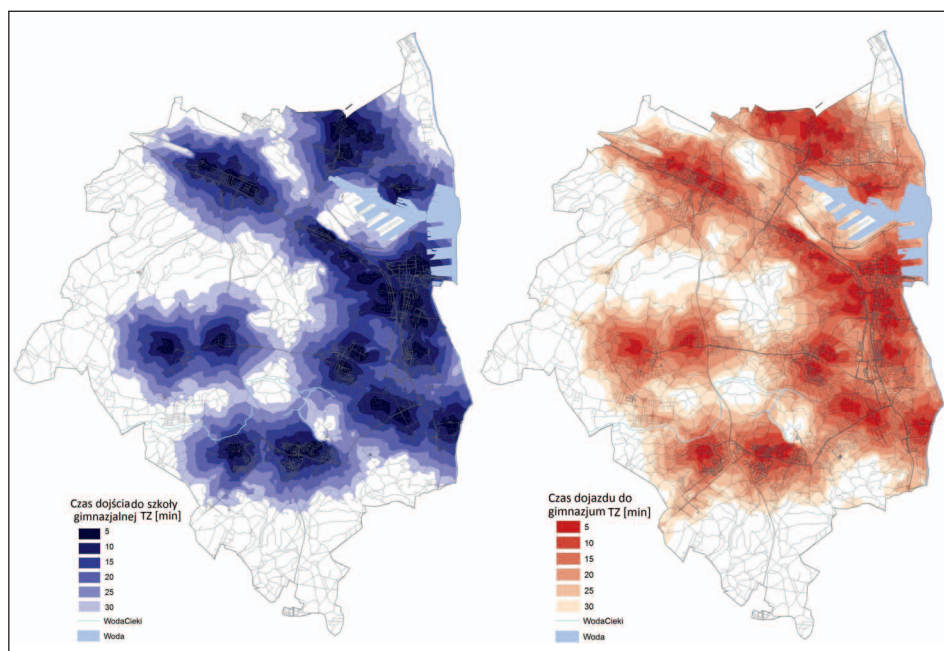 Czas dojściado szkoły
gimnazjalnej TZ [min]
5
10
15
20
25
30
WodaCieki
Woda
Czas dojazdu do
gimnazjum TZ [min]
5
10
15
20
25
30
WodaCieki
Woda